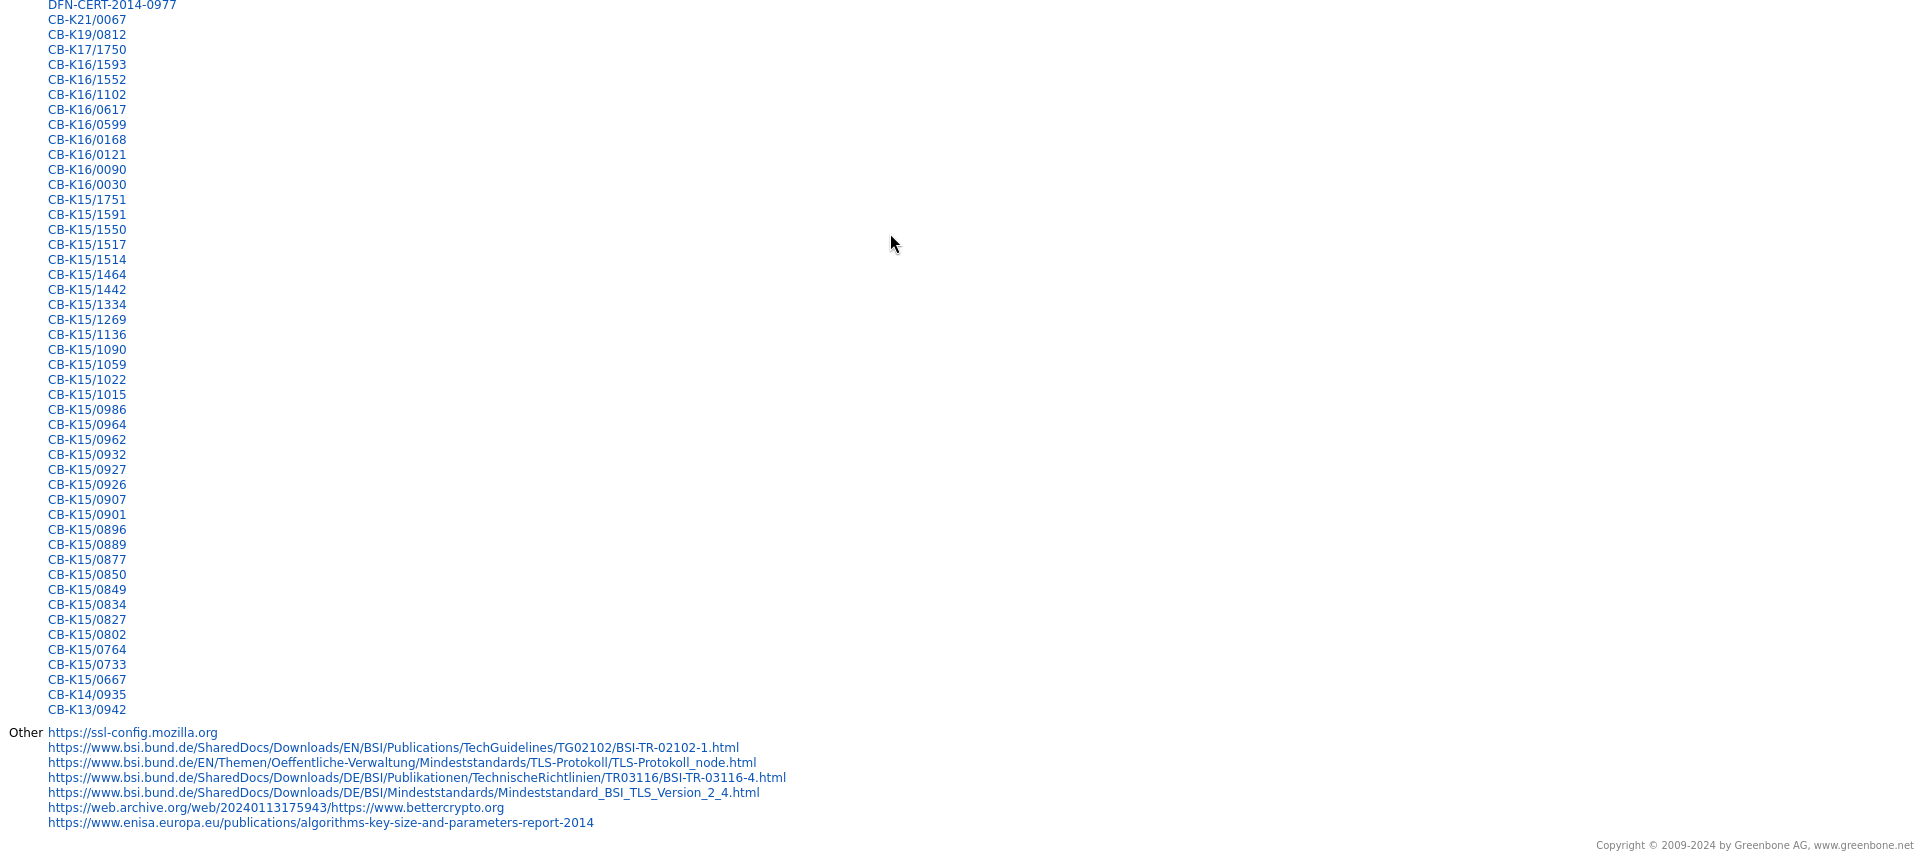 DFN-CERT-2014-0977
CB-K21/0067
CB-K19/0812
CB-K17/1750
CB-K16/1593
CB-K16/1552
CB-K16/1102
CB-K16/0617
CB-K16/0599
CB-K16/0168
CB-K16/0121
CB-K16/0090
CB-K16/0030
CB-K15/1751
CB-K15/1591
CB-K15/1550
CB-K15/1517
CB-K15/1514
CB-K15/1464
CB-K15/1442
CB-K15/1334
CB-K15/1269
CB-K15/1136
CB-K15/1090
CB-K15/1059
CB-K15/1022
CB-K15/1015
CB-K15/0986
CB-K15/0964
CB-K15/0962
CB-K15/0932
CB-K15/0927
CB-K15/0926
CB-K15/0907
CB-K15/0901
CB-K15/0896
CB-K15/0889
CB-K15/0877
CB-K15/0850
CB-K15/0849
CB-K15/0834
CB-K15/0827
CB-K15/0802
CB-K15/0764
CB-K15/0733
CB-K15/0667
CB-K14/0935
CB-K13/0942
Other https://ssl-config.mozilla.org
https://www.bsi.bund.de/SharedDocs/Downloads/EN/BSI/Publications/TechGuidelines/TG02102/BSI-TR-02102-1.html
https://www.bsi.bund.de/EN/Themen/Oeffentliche-Verwaltung/Mindeststandards/TLS-Protokoll/TLS-Protokoll_node.html
https://www.bsi.bund.de/SharedDocs/Downloads/DE/BSI/Publikationen/TechnischeRichtlinien/TR03116/BSI-TR-03116-4.html
https://www.bsi.bund.de/SharedDocs/Downloads/DE/BSI/Mindeststandards/Mindeststandard_BSI_TLS_Version_2_4.html
https://web.archive.org/web/20240113175943/https://www.bettercrypto.org
https://www.enisa.europa.eu/publications/algorithms-key-size-and-parameters-report-2014
Copyright © 2009-2024 by Greenbone AG, www.greenbone.net